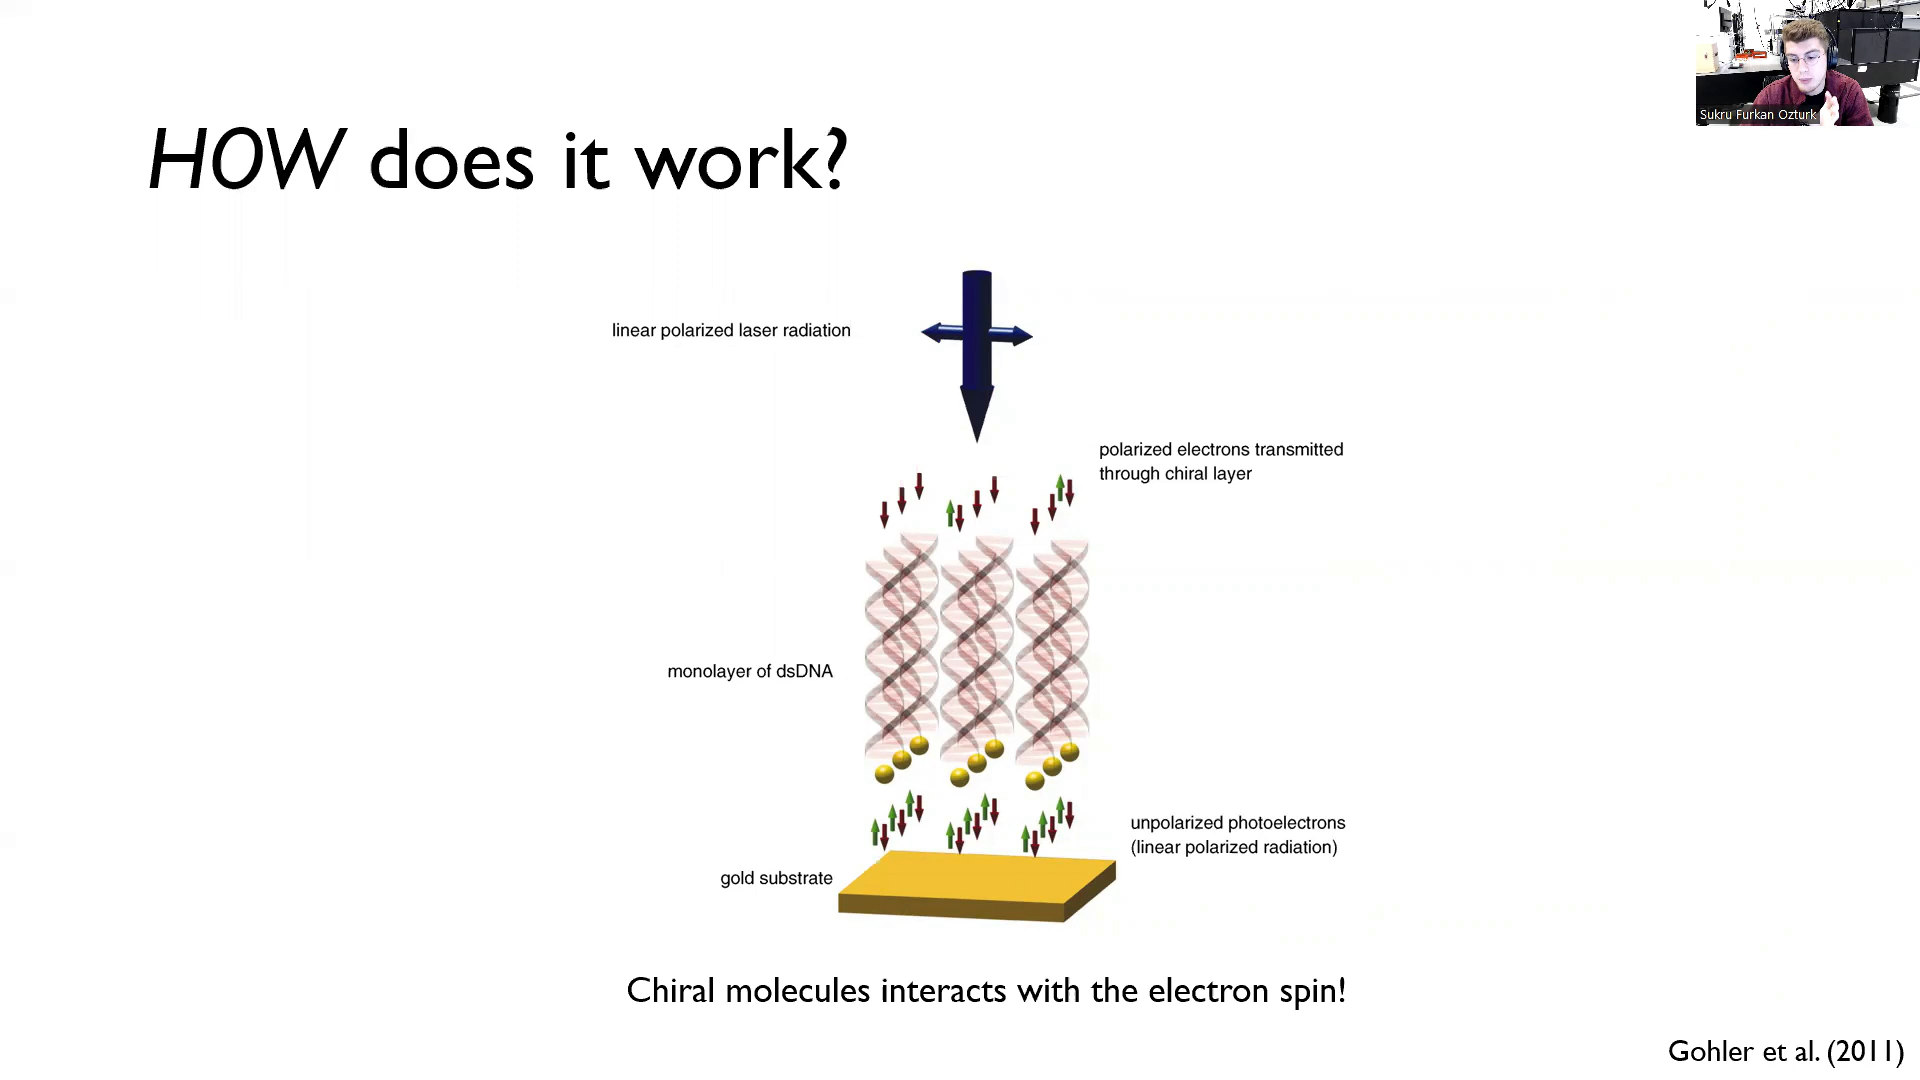 Sukru Furkan Ozturk
HOW does it work?
linear polarized laser radiation
polarized electrons transmitted
through chiral layer
monolayer of dsDNA
unpolarized photoelectrons
(linear polarized radiation)
gold substrate
Chiral molecules interacts with the electron spin!
Gohler et al. (2011)